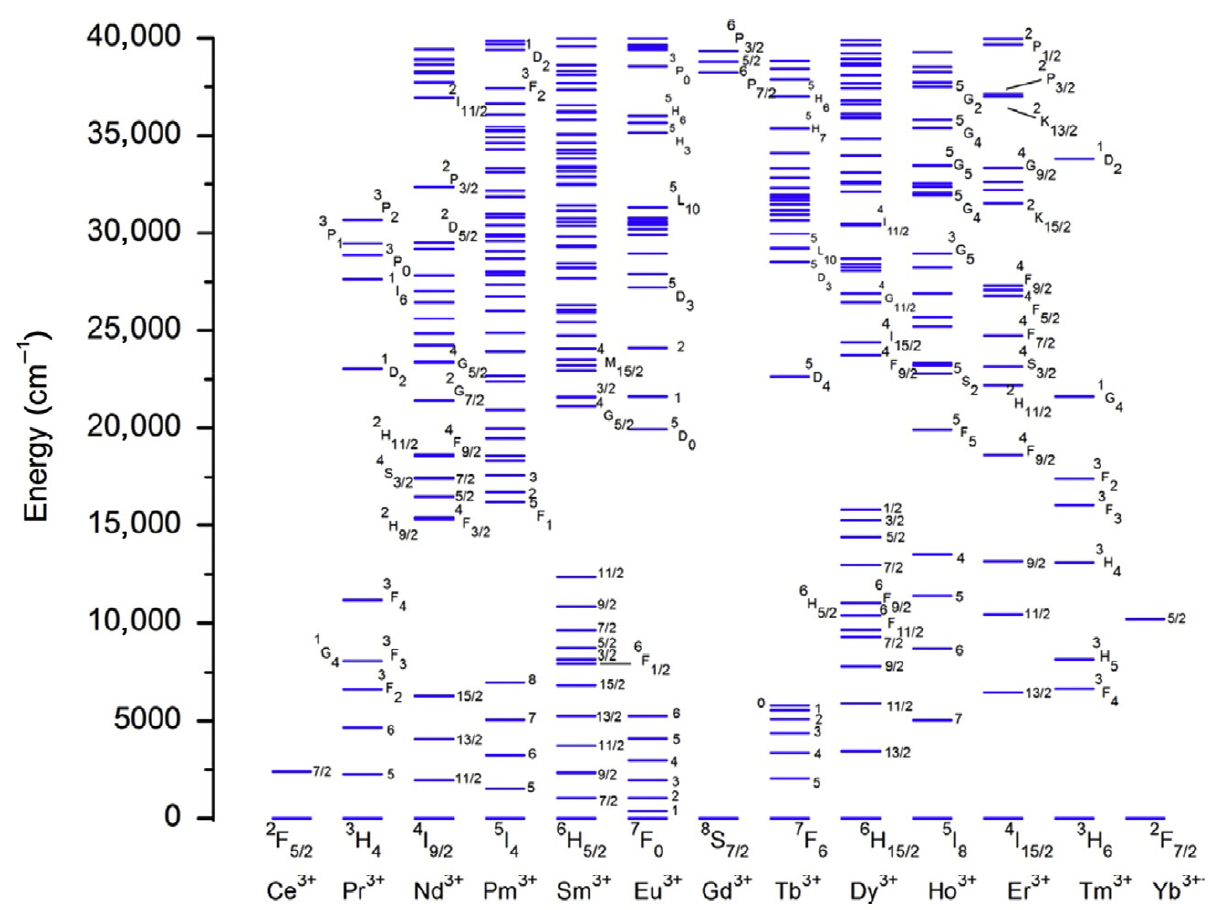 Energy (cm⁻¹)
40,000
35,000
30,000
25,000
20,000
15,000
10,000
5000
0
7/2
³P₂
³P₁
³P₀
¹I₆
¹D₂
³F₄
¹G₄
³F₃
³F₂
6
5
²I₁₁/₂
²P₃/₂
²D₅/₂
⁴G₅/₂
²G₇/₂
²H₁₁/₂
⁴F₉/₂
⁴S₃/₂
7/2
5/2
²H₉/₂
⁴F₃/₂
15/2
13/2
11/2
¹D₂
³F₂
3
2
⁵F₁
8
7
6
5
⁴M₁₅/₂
3/2
⁴G₅/₂
11/2
9/2
7/2
5/2
3/2
⁶F₁/₂
15/2
13/2
11/2
9/2
7/2
³P₀
⁵H₆
⁵H₃
⁵L₁₀
⁵D₃
2
1
⁵D₀
6
5
4
3
2
1
⁶P₃/₂
5/2
⁶P₇/₂
⁵H₆
⁵H₇
⁵L₁₀
⁵D₃
⁵D₄
0
1
2
3
4
5
⁴I₁₁/₂
⁴G₁₁/₂
⁴I₁₅/₂
⁴F₉/₂
1/2
3/2
5/2
7/2
⁶H₅/₂
⁶F₉/₂
⁶F₁₁/₂
7/2
9/2
11/2
13/2
⁵G₂
⁵G₄
⁵G₅
⁵G₄
³G₅
⁵S₂
⁵F₅
4
5
6
7
²P₁/₂
²P₃/₂
²K₁₃/₂
⁴G₉/₂
²K₁₅/₂
⁴F₉/₂
⁴F₅/₂
⁴F₇/₂
⁴S₃/₂
²H₁₁/₂
⁴F₉/₂
9/2
11/2
13/2
¹D₂
¹G₄
³F₂
³F₃
³H₄
³H₅
³F₄
5/2
²F₅/₂ ³H₄ ⁴I₉/₂ ⁵I₄ ⁶H₅/₂ ⁷F₀ ⁸S₇/₂ ⁷F₆ ⁶H₁₅/₂ ⁵I₈ ⁴I₁₅/₂ ³H₆ ²F₇/₂
Ce³⁺ Pr³⁺ Nd³⁺ Pm³⁺ Sm³⁺ Eu³⁺ Gd³⁺ Tb³⁺ Dy³⁺ Ho³⁺ Er³⁺ Tm³⁺ Yb³⁺